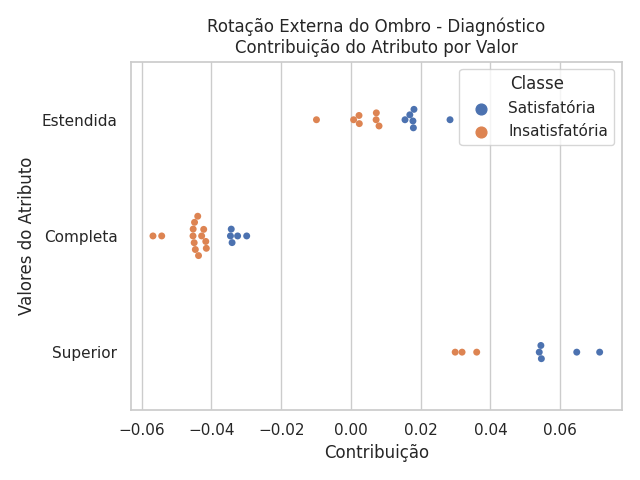 Rotação Externa do Ombro - Diagnóstico
Contribuição do Atributo por Valor
Classe
Satisfatória
Insatisfatória
Valores do Atributo
Estendida
Completa
Superior
−0.06 −0.04 −0.02 0.00 0.02 0.04 0.06
Contribuição